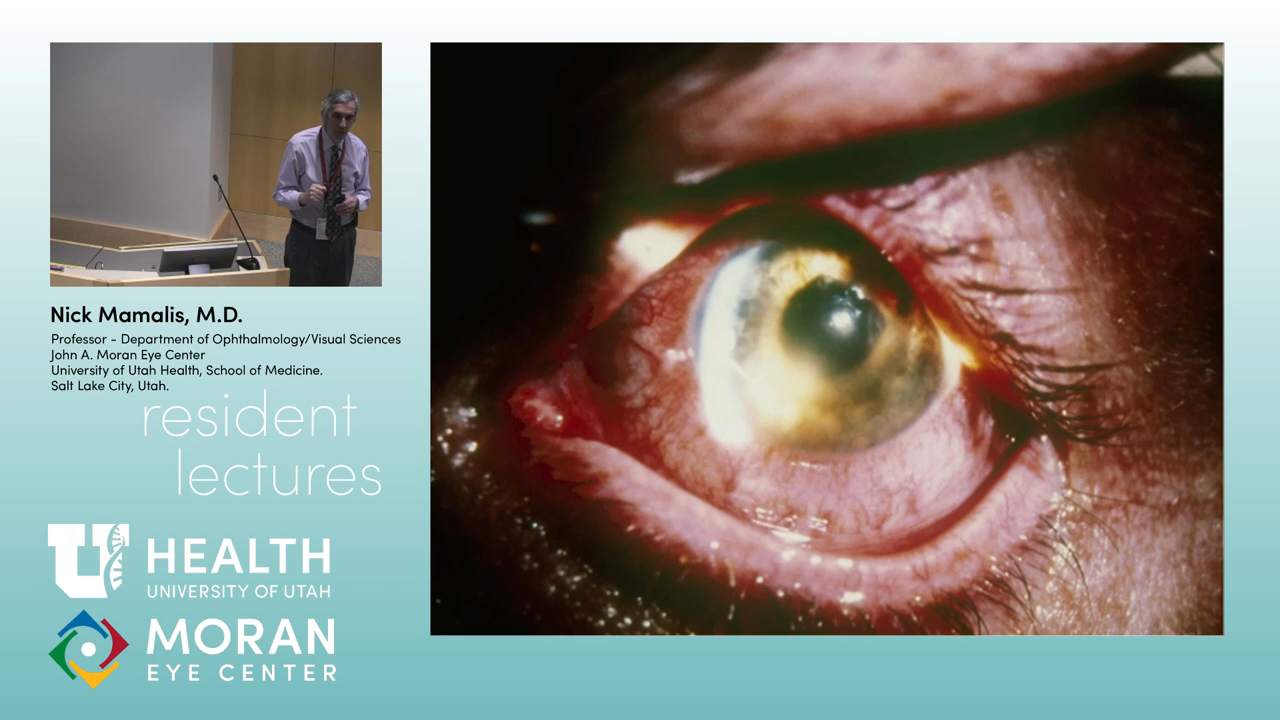 Nick Mamalis, M.D.
Professor - Department of Ophthalmology/Visual Sciences
John A. Moran Eye Center
University of Utah Health, School of Medicine.
Salt Lake City, Utah.
resident
lectures
U HEALTH
UNIVERSITY OF UTAH
MORAN
EYE CENTER